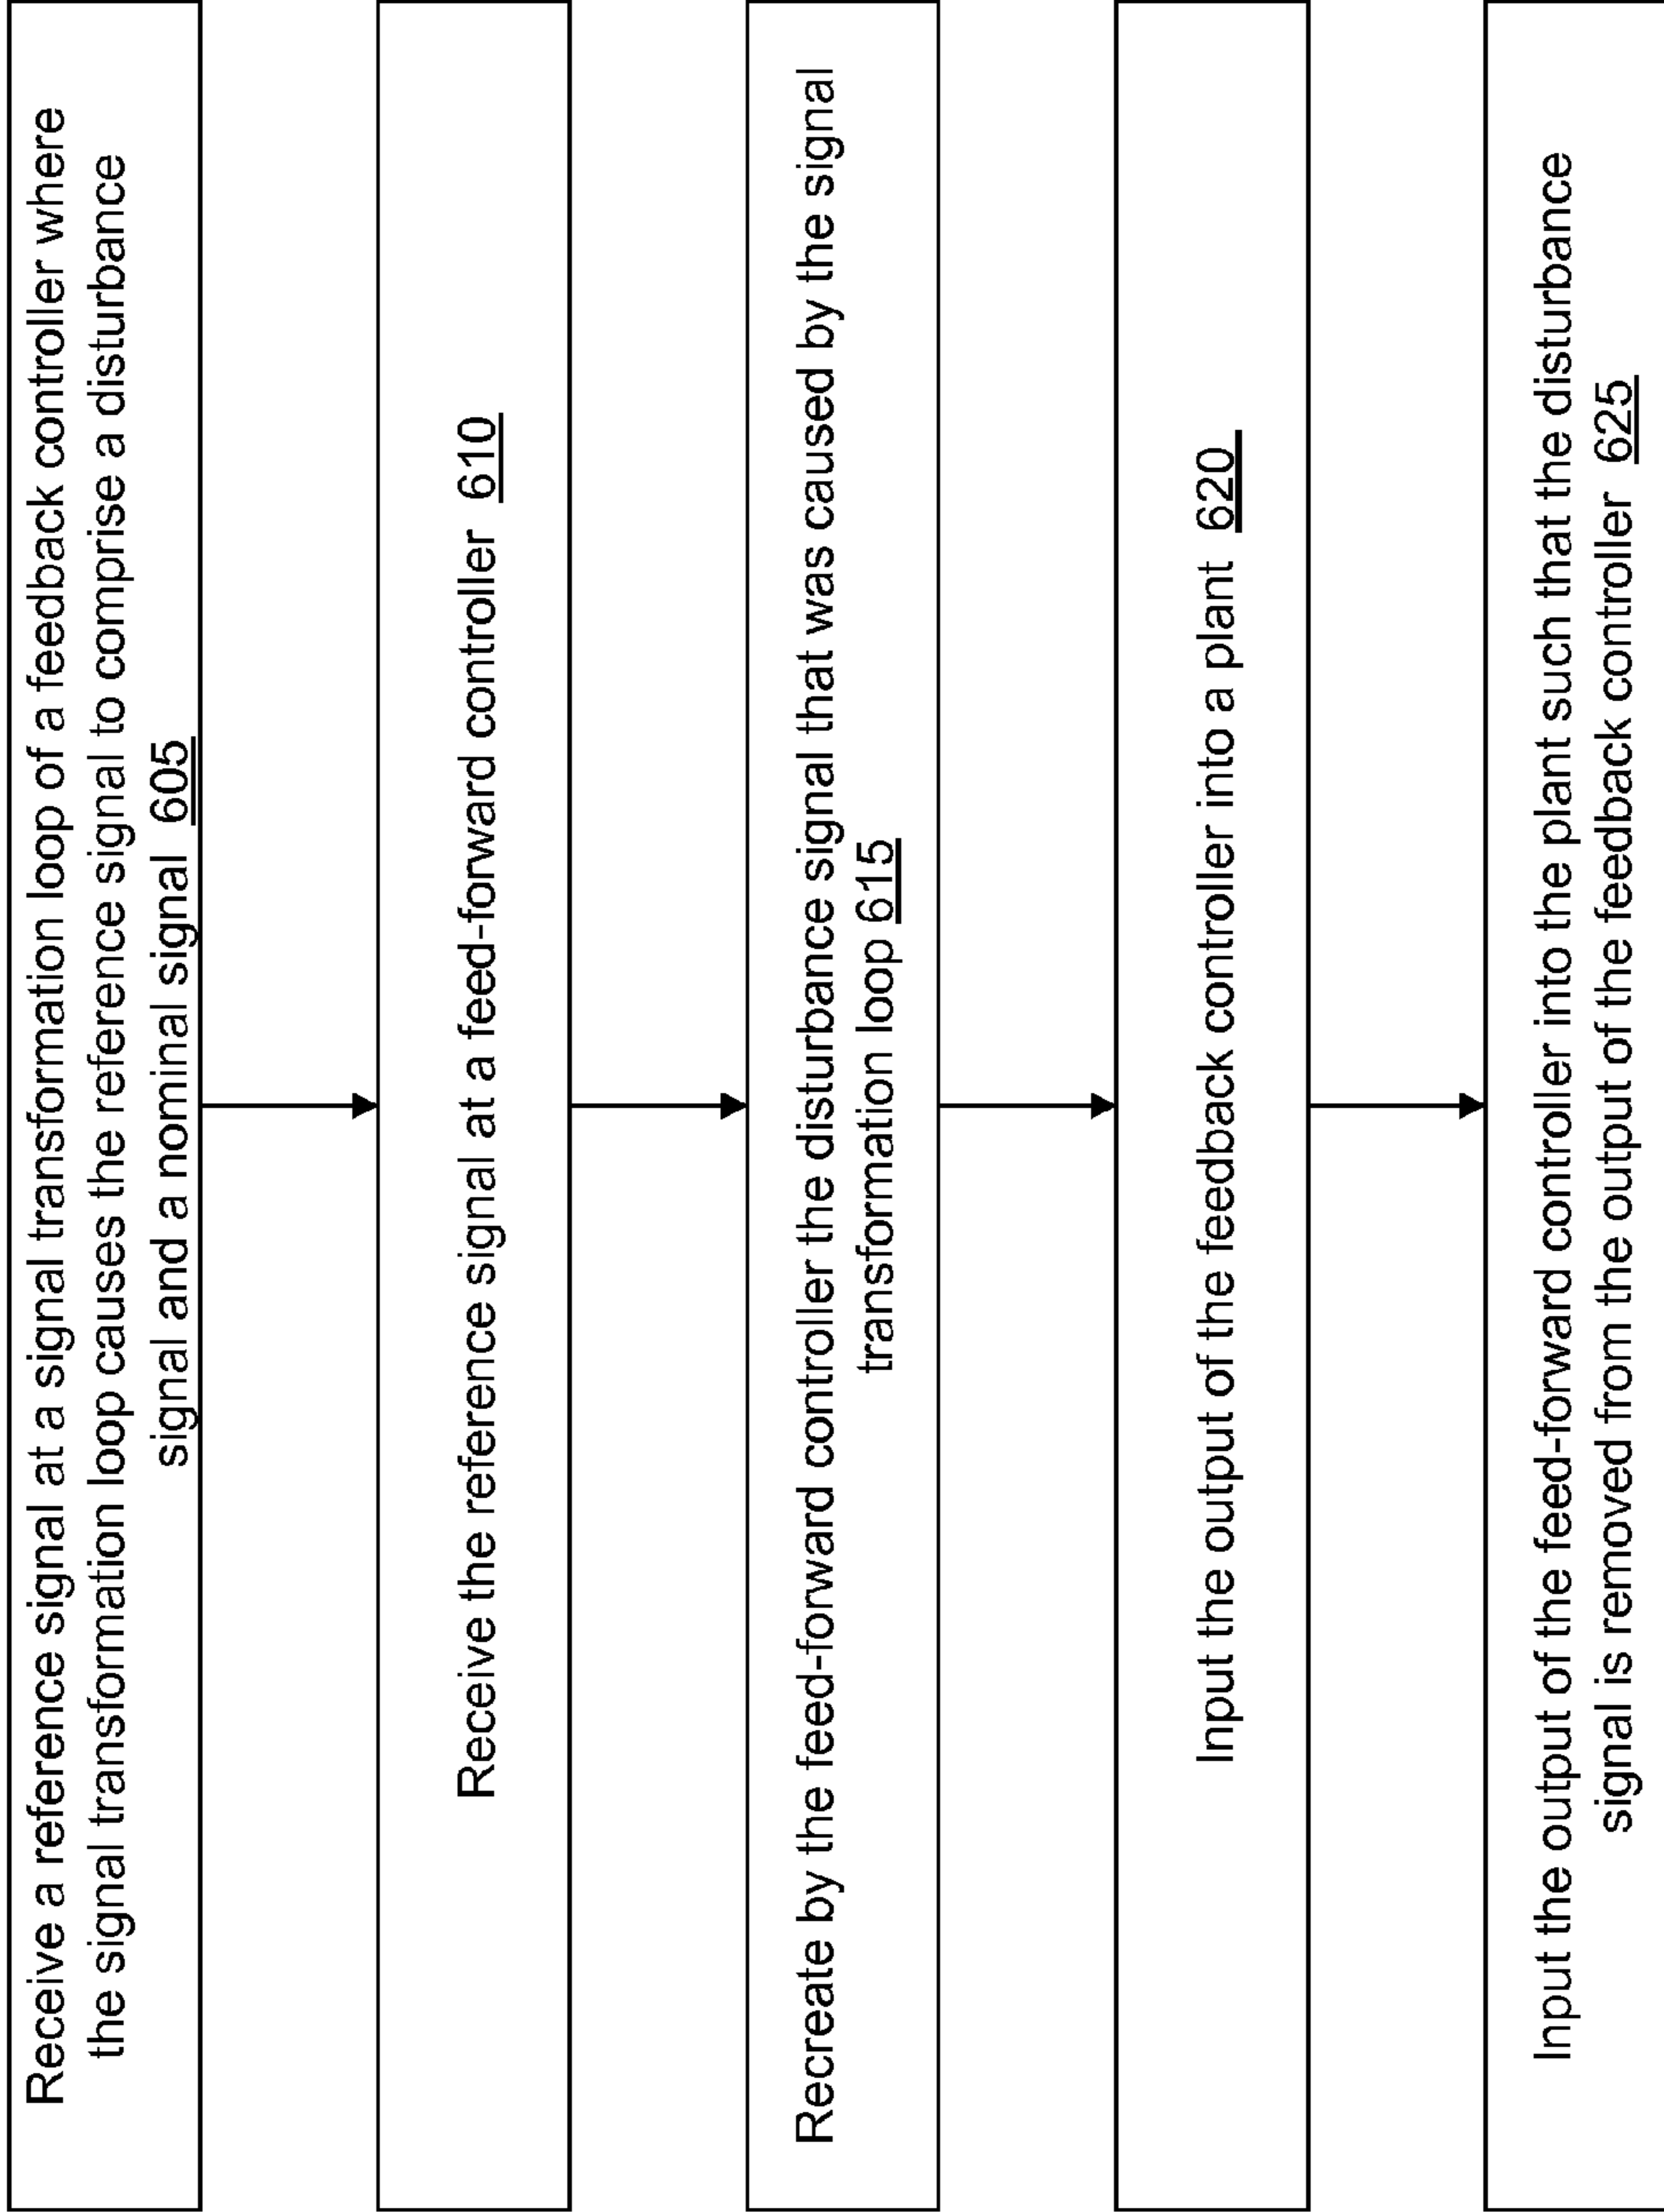 Receive a reference signal at a signal transformation loop of a feedback controller where
the signal transformation loop causes the reference signal to comprise a disturbance
signal and a nominal signal 605
Receive the reference signal at a feed-forward controller 610
Recreate by the feed-forward controller the disturbance signal that was caused by the signal
transformation loop 615
Input the output of the feedback controller into a plant 620
Input the output of the feed-forward controller into the plant such that the disturbance
signal is removed from the output of the feedback controller 625